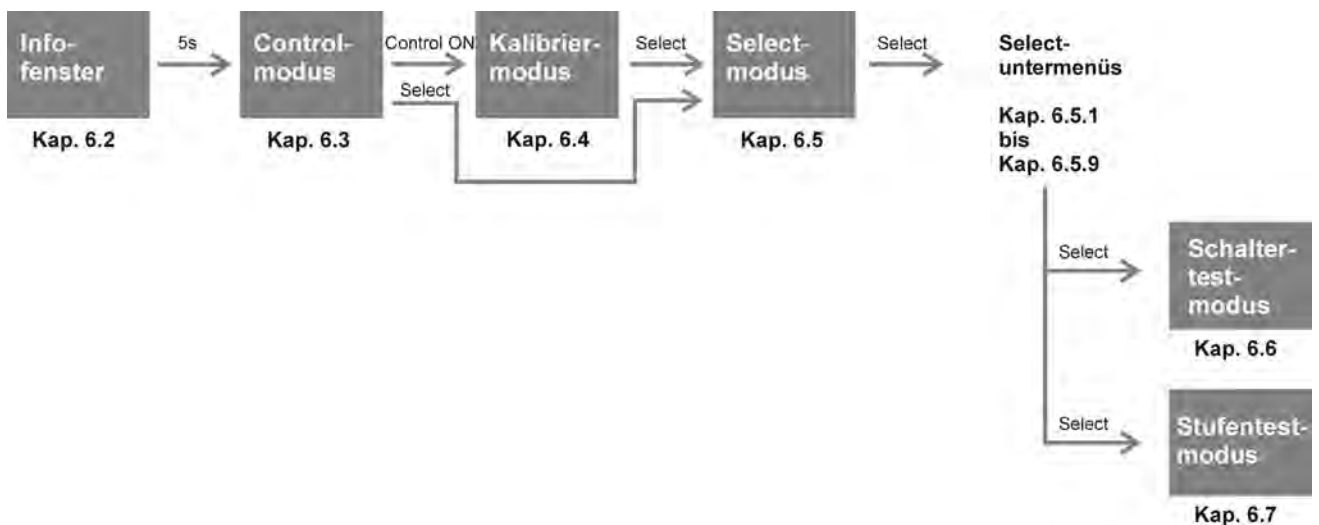 Info-
fenster
Kap. 6.2
5s
Control-
modus
Kap. 6.3
Control ON
Select
Kalibrier-
modus
Kap. 6.4
Select
Select-
modus
Kap. 6.5
Select
Select-
untermenüs
Kap. 6.5.1
bis
Kap. 6.5.9
Select
Schalter-
test-
modus
Kap. 6.6
Select
Stufentest-
modus
Kap. 6.7